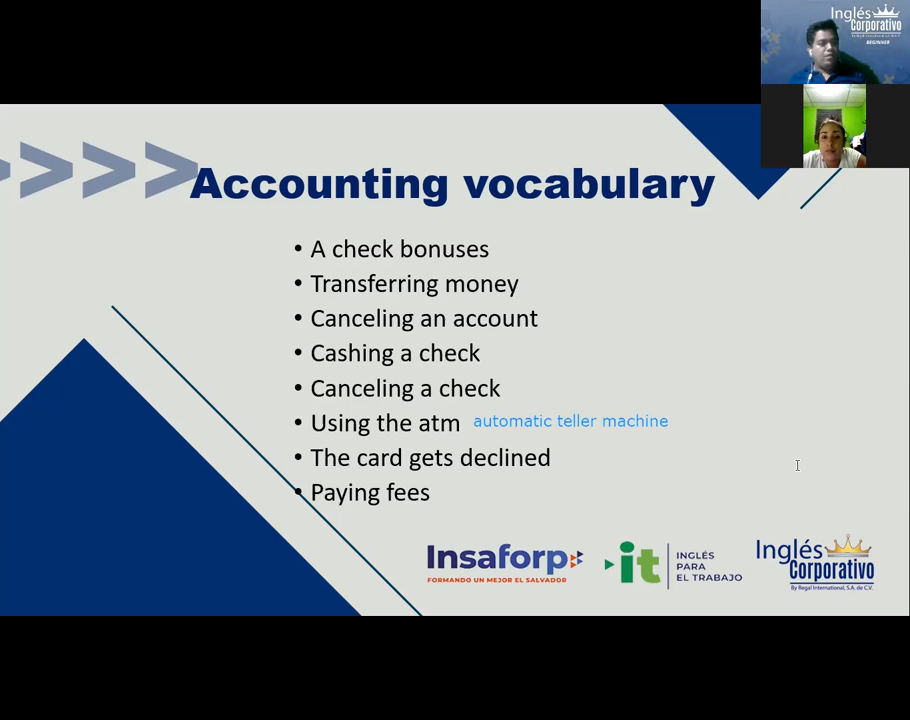 Inglés
Corporativo
BEGINNER
>>>>
Accounting vocabulary
• A check bonuses
• Transferring money
• Canceling an account
• Cashing a check
• Canceling a check
• Using the atm automatic teller machine
• The card gets declined
• Paying fees
Insaforp
FORMANDO UN MEJOR EL SALVADOR
it
INGLÉS
PARA
EL TRABAJO
Inglés
Corporativo
By Regal International, S.A. de C.V.